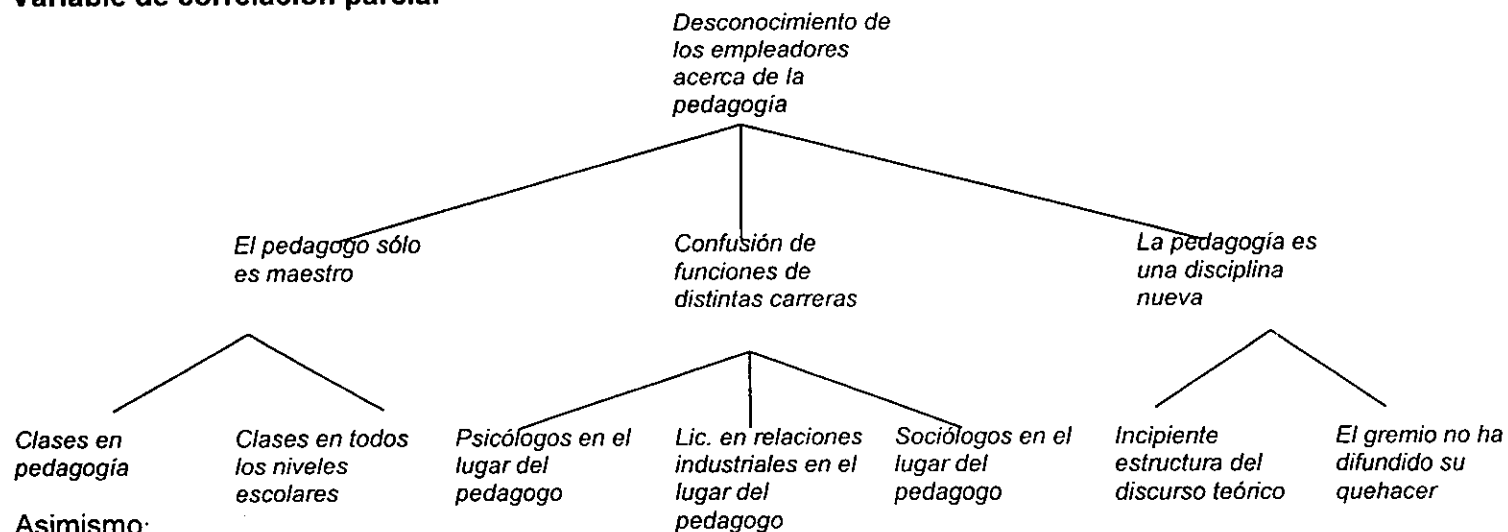 Variable de correlación parcial
Desconocimiento de
los empleadores
acerca de la
pedagogía
El pedagogo sólo
es maestro
Confusión de
funciones de
distintas carreras
La pedagogía es
una disciplina
nueva
Clases en
pedagogía
Clases en todos
los niveles
escolares
Psicólogos en el
lugar del
pedagogo
Lic. en relaciones
industriales en el
lugar del
pedagogo
Sociólogos en el
lugar del
pedagogo
Incipiente
estructura del
discurso teórico
El gremio no ha
difundido su
quehacer
Asimismo: